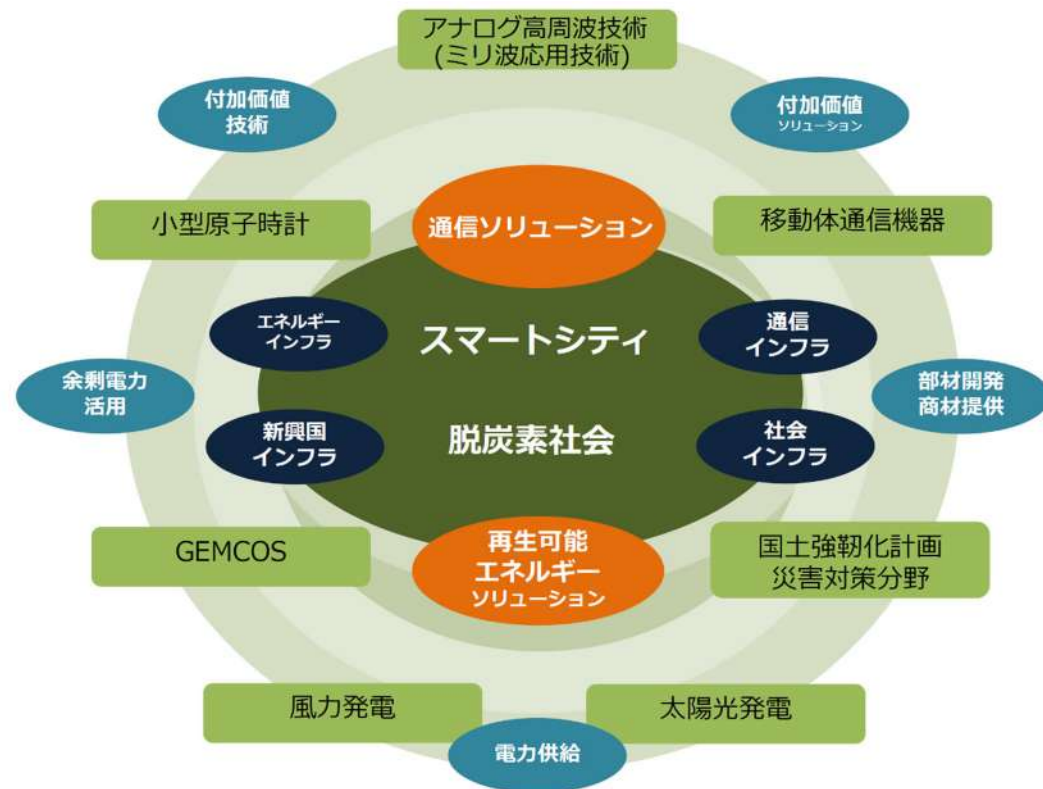 アナログ高周波技術
(ミリ波応用技術)
付加価値
技術
付加価値
ソリューション
小型原子時計
通信ソリューション
移動体通信機器
エネルギー
インフラ
スマートシティ
通信
インフラ
余剰電力
活用
部材開発
商材提供
新興国
インフラ
脱炭素社会
社会
インフラ
GEMCOS
再生可能
エネルギー
ソリューション
国土強靭化計画
災害対策分野
風力発電
太陽光発電
電力供給